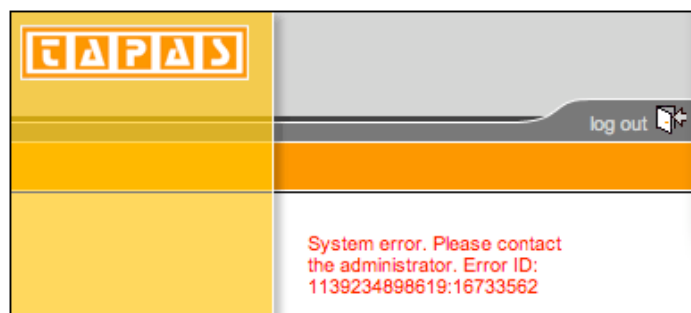 TAPAS
log out
System error. Please contact
the administrator. Error ID:
1139234898619:16733562